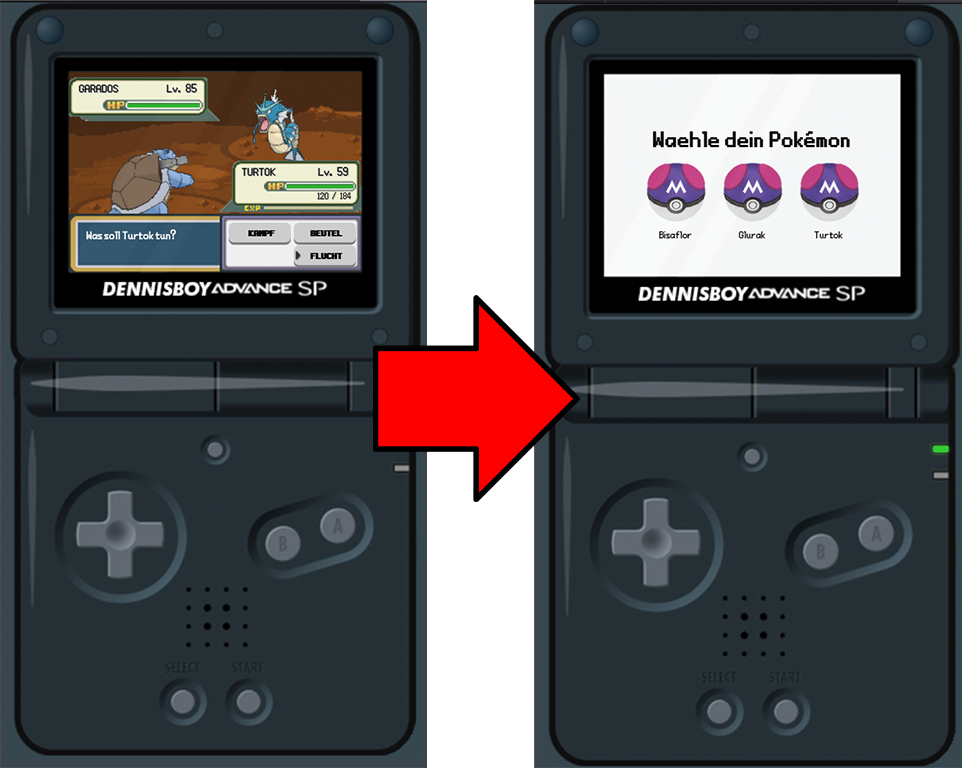 GARADOS Lv. 85
HP
TURTOK Lv. 59
HP
120 / 184
EXP
Was soll Turtok tun?
KAMPF BEUTEL
FLUCHT
DENNISBOY ADVANCE SP
B A
SELECT START
Waehle dein Pokémon
M M M
Bisaflor Glurak Turtok
DENNISBOY ADVANCE SP
B A
SELECT START